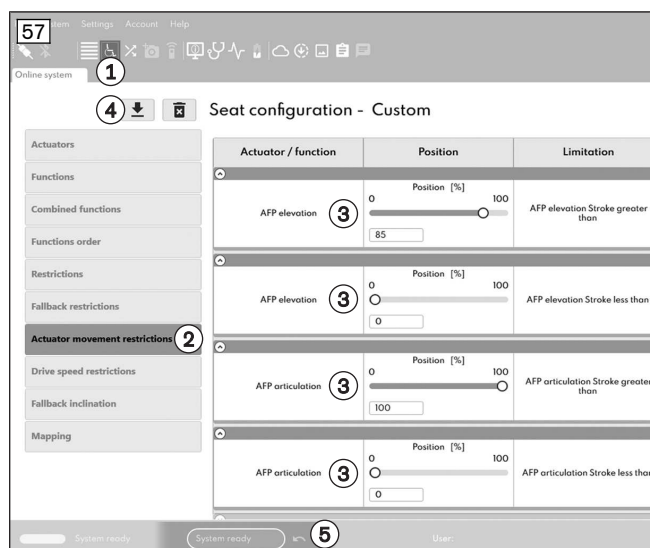 57
System Settings Account Help
1
Online system
4
Seat configuration - Custom
Actuators
Functions
Combined functions
Functions order
Restrictions
Fallback restrictions
Actuator movement restrictions 2
Drive speed restrictions
Fallback inclination
Mapping
Actuator / function Position Limitation
Position [%]
0 100
AFP elevation 3 AFP elevation Stroke greater
than
85
Position [%]
0 100
AFP elevation 3 AFP elevation Stroke less than
0
Position [%]
0 100
AFP articulation 3 AFP articulation Stroke greater
than
100
Position [%]
0 100
AFP articulation 3 AFP articulation Stroke less than
0
System ready System ready 5 User: